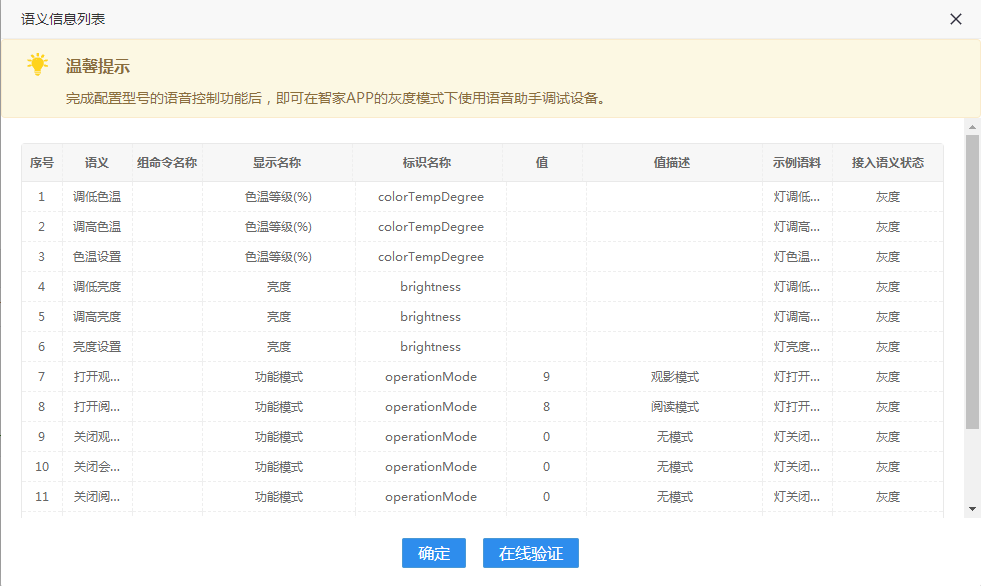 语义信息列表
温馨提示
完成配置型号的语音控制功能后，即可在智家APP的灰度模式下使用语音助手调试设备。
序号 语义 组命令名称 显示名称 标识名称 值 值描述 示例语料 接入语义状态
1 调低色温 色温等级(%) colorTempDegree 灯调低... 灰度
2 调高色温 色温等级(%) colorTempDegree 灯调高... 灰度
3 色温设置 色温等级(%) colorTempDegree 灯色温... 灰度
4 调低亮度 亮度 brightness 灯调低... 灰度
5 调高亮度 亮度 brightness 灯调高... 灰度
6 亮度设置 亮度 brightness 灯亮度... 灰度
7 打开观... 功能模式 operationMode 9 观影模式 灯打开... 灰度
8 打开阅... 功能模式 operationMode 8 阅读模式 灯打开... 灰度
9 关闭观... 功能模式 operationMode 0 无模式 灯关闭... 灰度
10 关闭会... 功能模式 operationMode 0 无模式 灯关闭... 灰度
11 关闭阅... 功能模式 operationMode 0 无模式 灯关闭... 灰度
确定 在线验证